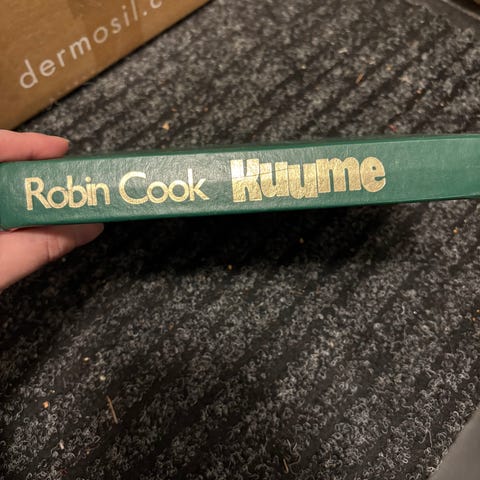 dermosil.c
Robin Cook Kuume